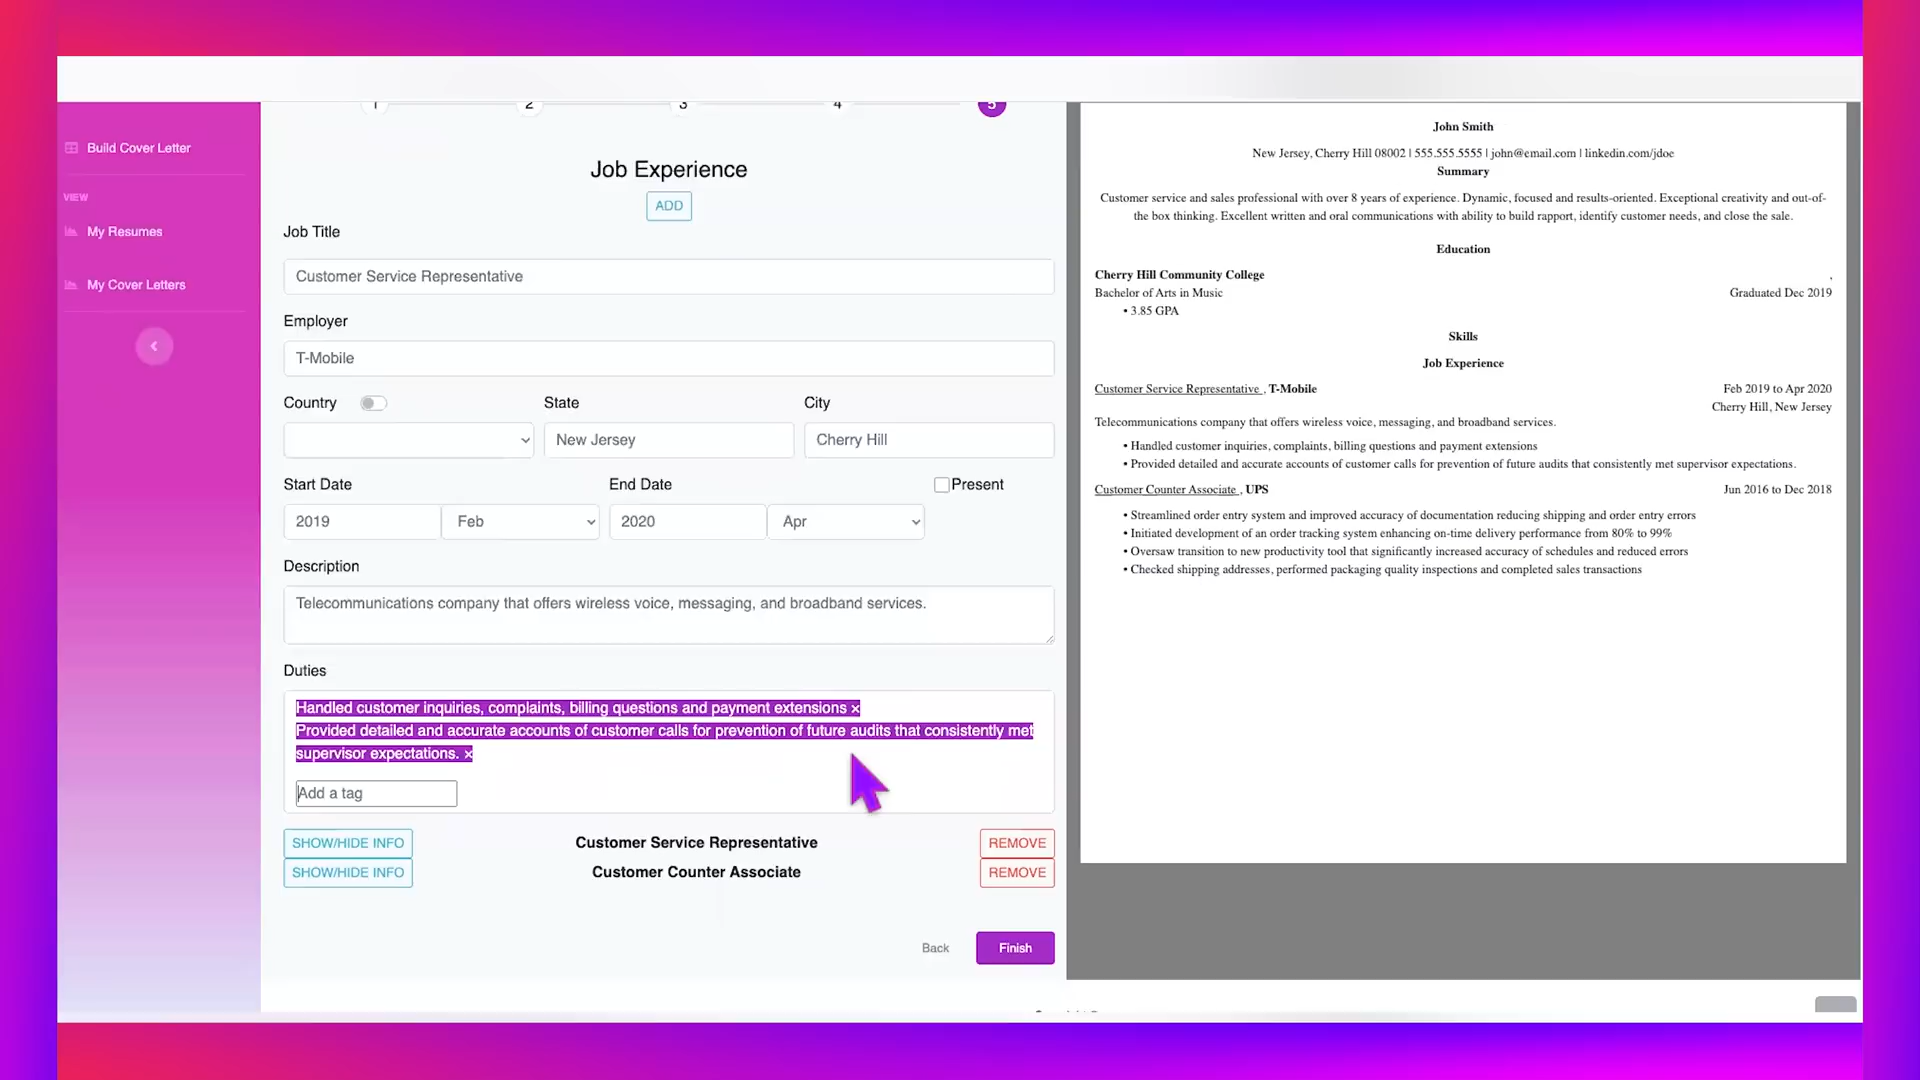 1 2 3 4 5
Build Cover Letter
VIEW
My Resumes
My Cover Letters
Job Experience
ADD
Job Title
Customer Service Representative
Employer
T-Mobile
Country State City
New Jersey Cherry Hill
Start Date End Date Present
2019 Feb 2020 Apr
Description
Telecommunications company that offers wireless voice, messaging, and broadband services.
Duties
Handled customer inquiries, complaints, billing questions and payment extensions ×
Provided detailed and accurate accounts of customer calls for prevention of future audits that consistently met
supervisor expectations. ×
Add a tag
SHOW/HIDE INFO Customer Service Representative REMOVE
SHOW/HIDE INFO Customer Counter Associate REMOVE
Back Finish
John Smith
New Jersey, Cherry Hill 08002 | 555.555.5555 | john@email.com | linkedin.com/jdoe
Summary
Customer service and sales professional with over 8 years of experience. Dynamic, focused and results-oriented. Exceptional creativity and out-of-
the box thinking. Excellent written and oral communications with ability to build rapport, identify customer needs, and close the sale.
Education
Cherry Hill Community College ,
Bachelor of Arts in Music Graduated Dec 2019
• 3.85 GPA
Skills
Job Experience
Customer Service Representative , T-Mobile Feb 2019 to Apr 2020
Cherry Hill, New Jersey
Telecommunications company that offers wireless voice, messaging, and broadband services.
• Handled customer inquiries, complaints, billing questions and payment extensions
• Provided detailed and accurate accounts of customer calls for prevention of future audits that consistently met supervisor expectations.
Customer Counter Associate , UPS Jun 2016 to Dec 2018
• Streamlined order entry system and improved accuracy of documentation reducing shipping and order entry errors
• Initiated development of an order tracking system enhancing on-time delivery performance from 80% to 99%
• Oversaw transition to new productivity tool that significantly increased accuracy of schedules and reduced errors
• Checked shipping addresses, performed packaging quality inspections and completed sales transactions